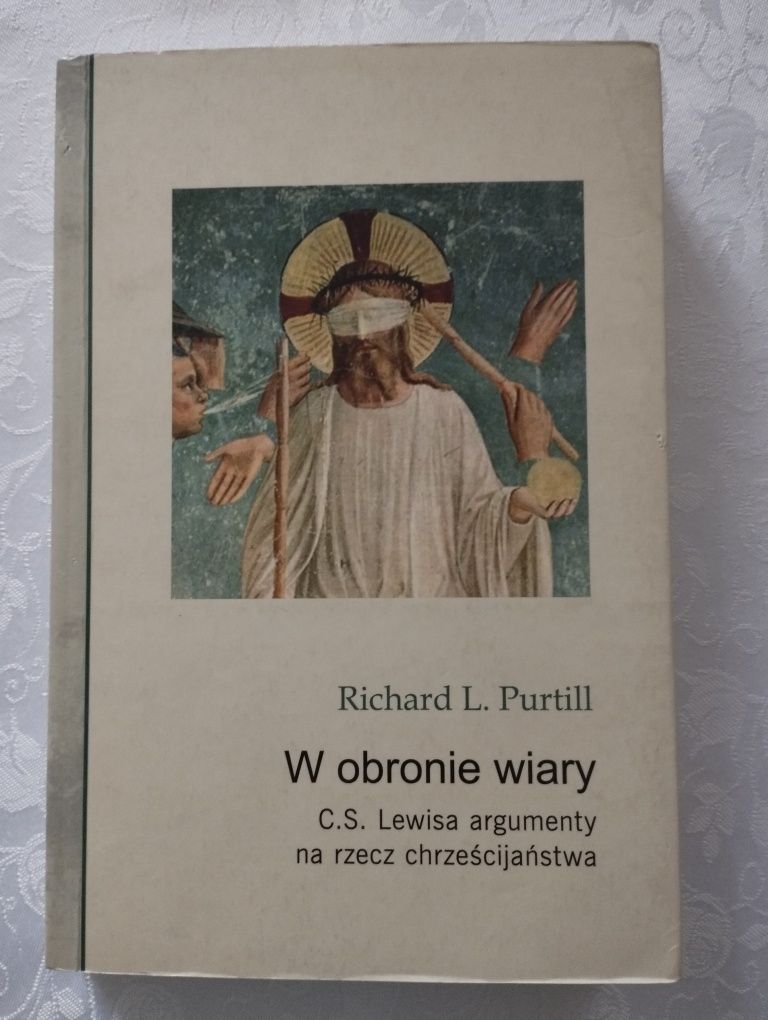 Richard L. Purtill
W obronie wiary
C.S. Lewisa argumenty
na rzecz chrześcijaństwa